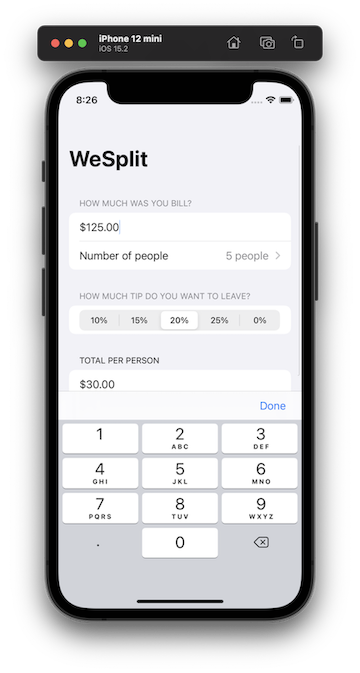 iPhone 12 mini
iOS 15.2
8:26
WeSplit
HOW MUCH WAS YOU BILL?
$125.00
Number of people 5 people
HOW MUCH TIP DO YOU WANT TO LEAVE?
10% 15% 20% 25% 0%
TOTAL PER PERSON
$30.00
Done
1 2 3
ABC DEF
4 5 6
GHI JKL MNO
7 8 9
PQRS TUV WXYZ
. 0